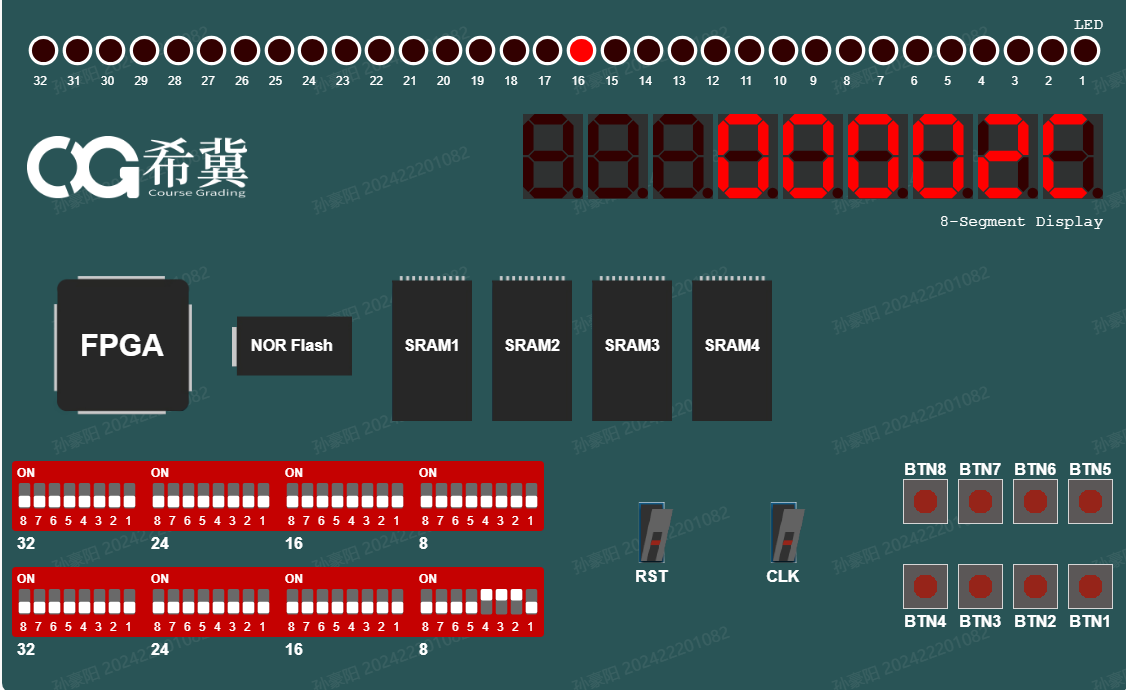 LED
32 31 30 29 28 27 26 25 24 23 22 21 20 19 18 17 16 15 14 13 12 11 10 9 8 7 6 5 4 3 2 1
00002C
CG希冀
Course Grading
8-Segment Display
FPGA
NOR Flash
SRAM1
SRAM2
SRAM3
SRAM4
ON ON ON ON
8 7 6 5 4 3 2 1 8 7 6 5 4 3 2 1 8 7 6 5 4 3 2 1 8 7 6 5 4 3 2 1
32 24 16 8
ON ON ON ON
8 7 6 5 4 3 2 1 8 7 6 5 4 3 2 1 8 7 6 5 4 3 2 1 8 7 6 5 4 3 2 1
32 24 16 8
RST
CLK
BTN8 BTN7 BTN6 BTN5
BTN4 BTN3 BTN2 BTN1
孙豪阳 202422201082